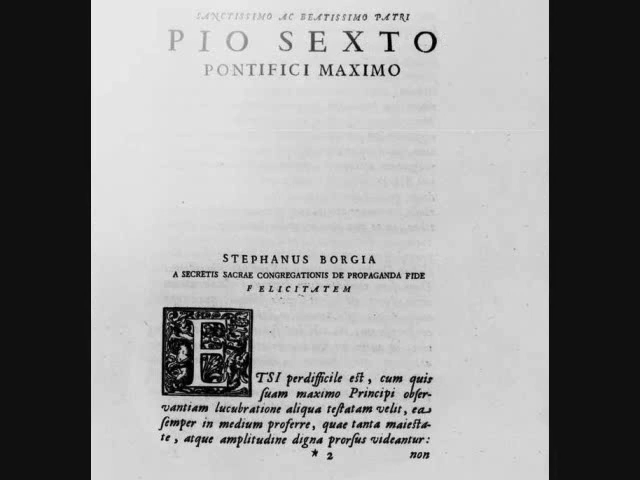 SANCTISSIMO AC BEATISSIMO PATRI
PIO SEXTO
PONTIFICI MAXIMO
STEPHANUS BORGIA
A SECRETIS SACRAE CONGREGATIONIS DE PROPAGANDA FIDE
FELICITATEM
ETSI perdifficile eſt, cum quis
ſuam maximo Principi obſer-
vantiam lucubratione aliqua teſtatam velit, ea
ſemper in medium proferre, quae tanta maieſta-
te, atque amplitudine digna prorſus videantur:
* 2 non